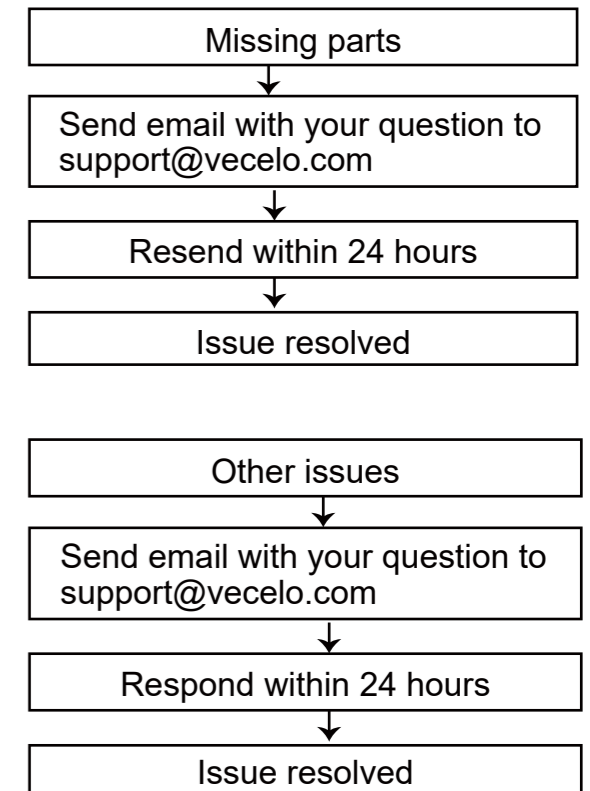 Missing parts
Send email with your question to
support@vecelo.com
Resend within 24 hours
Issue resolved
Other issues
Send email with your question to
support@vecelo.com
Respond within 24 hours
Issue resolved